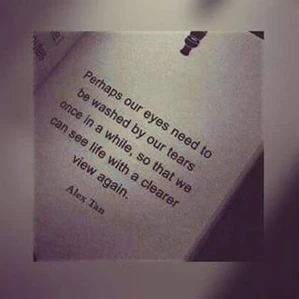 Perhaps our eyes need to
be washed by our tears
once in a while, so that we
can see life with a clearer
view again.
Alex Tan